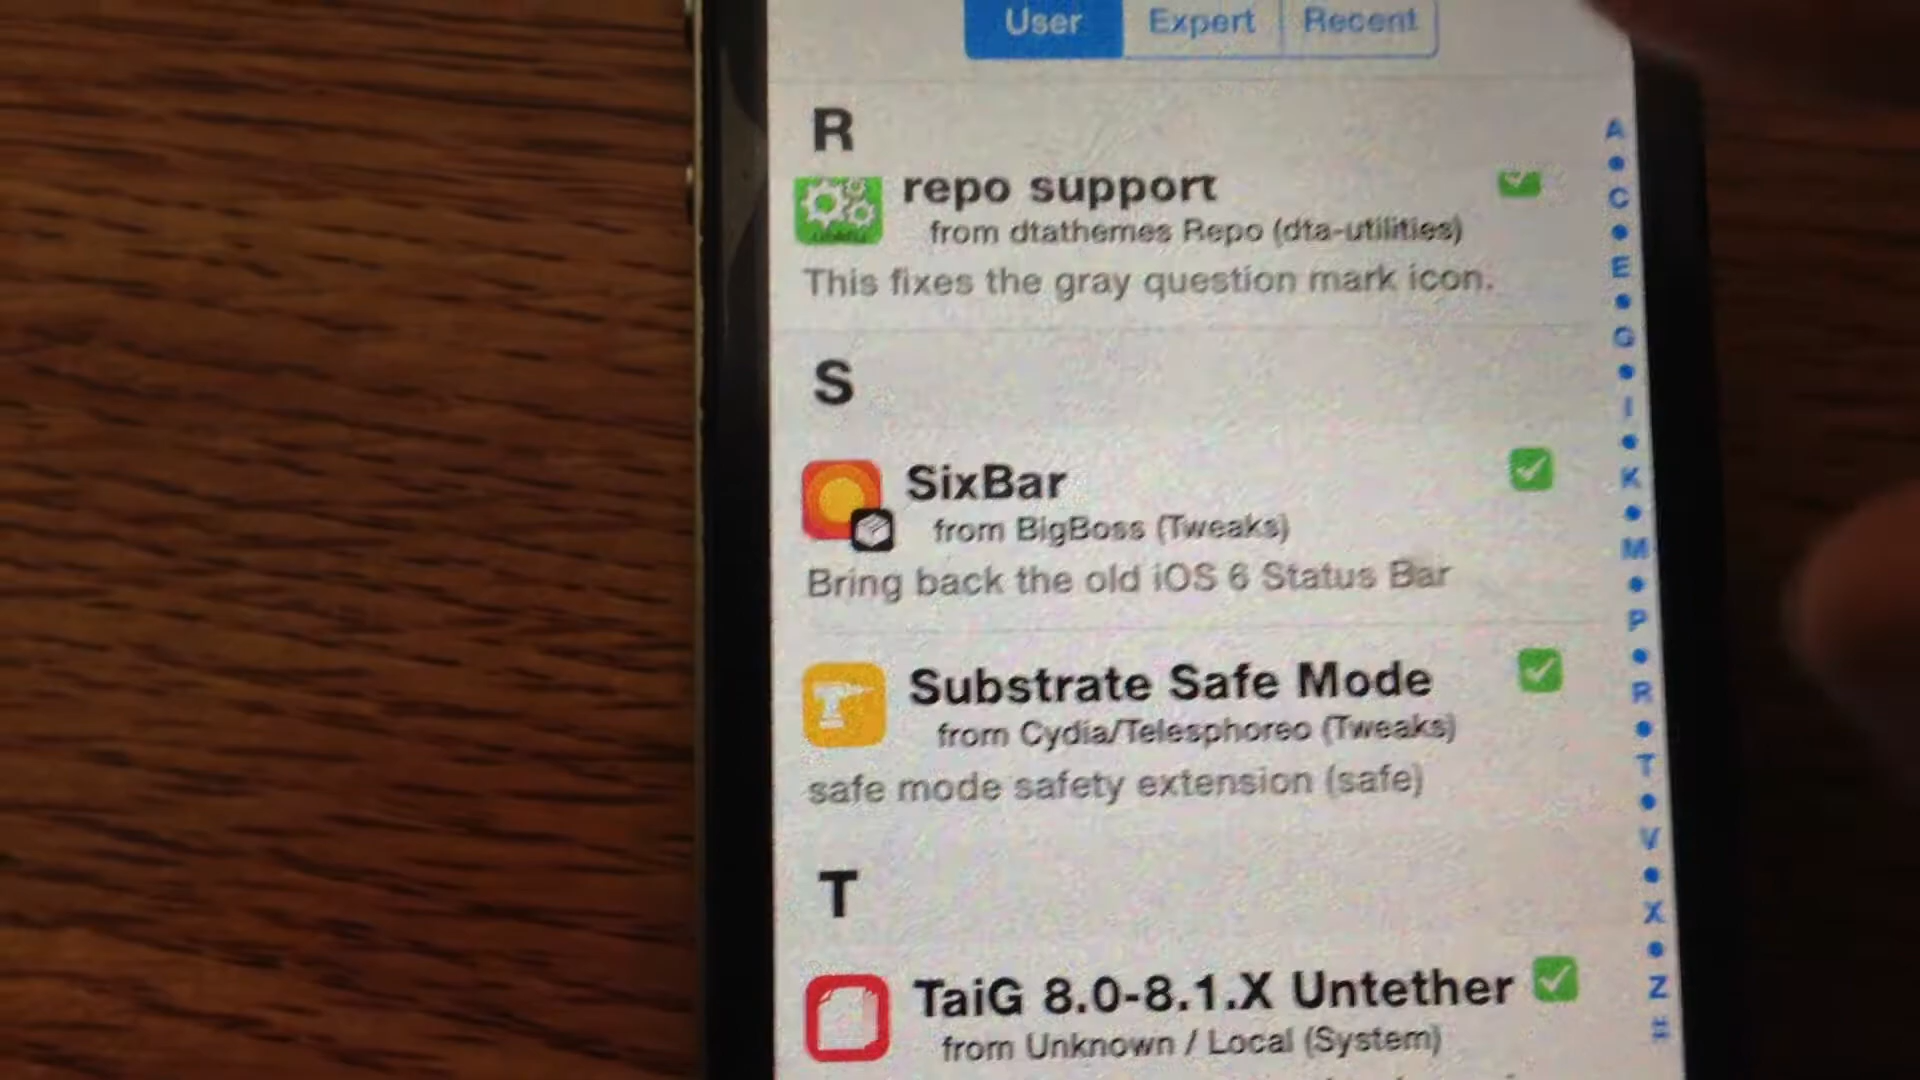 User Expert Recent
R
repo support
from dtathemes Repo (dta-utilities)
This fixes the gray question mark icon.
S
SixBar
from BigBoss (Tweaks)
Bring back the old iOS 6 Status Bar
Substrate Safe Mode
from Cydia/Telesphoreo (Tweaks)
safe mode safety extension (safe)
T
TaiG 8.0-8.1.X Untether
from Unknown / Local (System)
A
C
E
G
I
K
M
P
R
T
V
X
Z
#